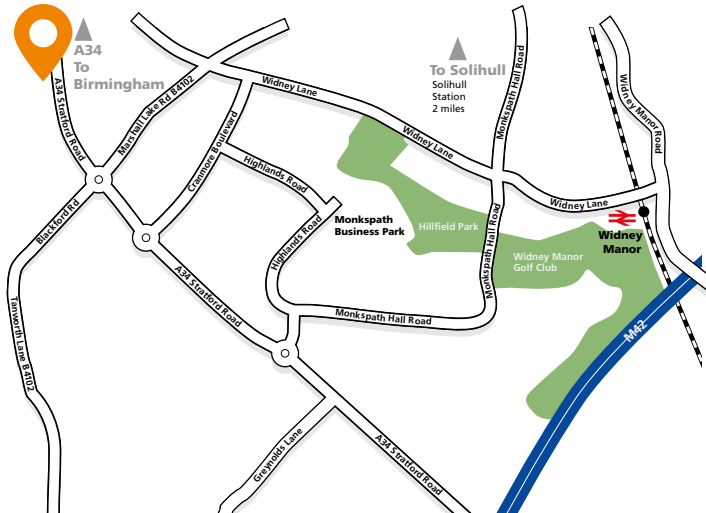 A34
To
Birmingham
A34 Stratford Road
Marshall Lake Rd B4102
Widney Lane
To Solihull
Solihull
Station
2 miles
Monkspath Hall Road
Widney Manor Road
Cranmore Boulevard
Widney Lane
Highlands Road
Widney Lane
Blackford Rd
Highlands Road
Monkspath
Business Park
Hillfield Park
Monkspath Hall Road
Widney
Manor
Widney Manor
Golf Club
A34 Stratford Road
Monkspath Hall Road
M42
Tanworth Lane B4102
Greynolds Lane
A34 Stratford Road